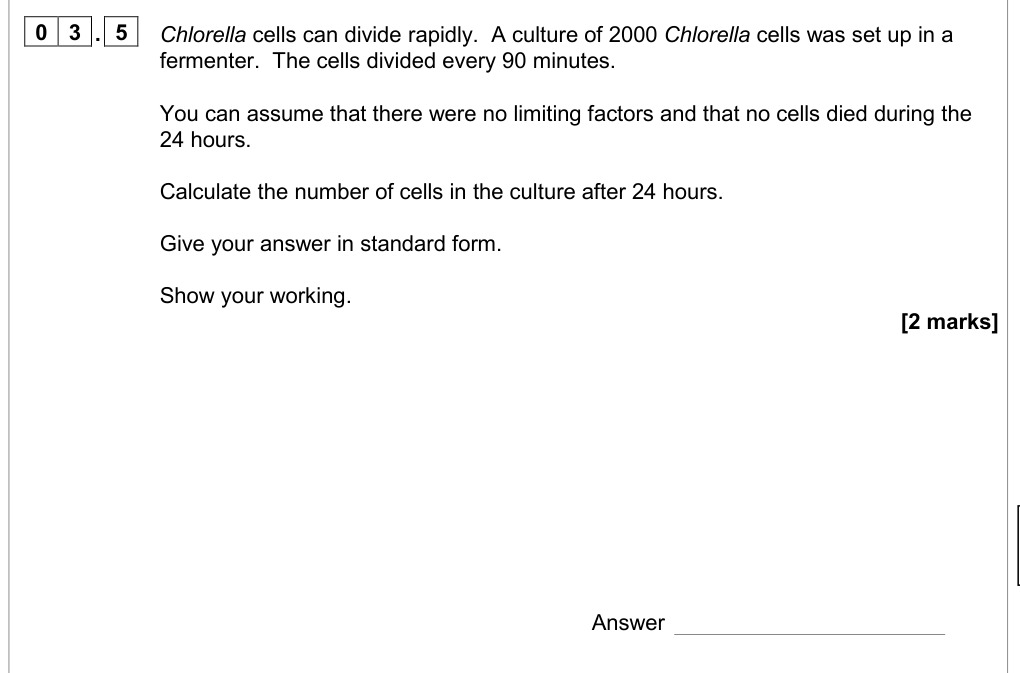 0 3 . 5 Chlorella cells can divide rapidly. A culture of 2000 Chlorella cells was set up in a
fermenter. The cells divided every 90 minutes.
You can assume that there were no limiting factors and that no cells died during the
24 hours.
Calculate the number of cells in the culture after 24 hours.
Give your answer in standard form.
Show your working.
[2 marks]
Answer